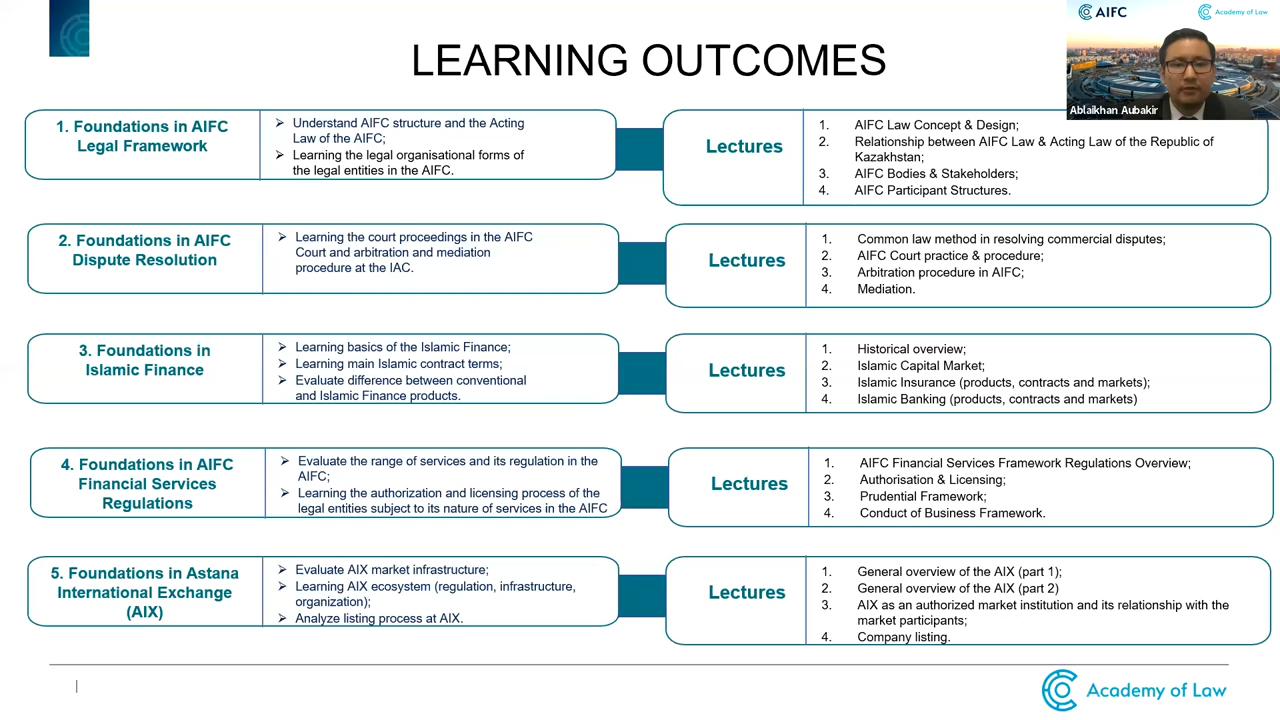 AIFC
Academy of Law
Ablaikhan Aubakir
LEARNING OUTCOMES
1. Foundations in AIFC
Legal Framework
➢ Understand AIFC structure and the Acting
Law of the AIFC;
➢ Learning the legal organisational forms of
the legal entities in the AIFC.
Lectures
1. AIFC Law Concept & Design;
2. Relationship between AIFC Law & Acting Law of the Republic of
Kazakhstan;
3. AIFC Bodies & Stakeholders;
4. AIFC Participant Structures.
2. Foundations in AIFC
Dispute Resolution
➢ Learning the court proceedings in the AIFC
Court and arbitration and mediation
procedure at the IAC.
Lectures
1. Common law method in resolving commercial disputes;
2. AIFC Court practice & procedure;
3. Arbitration procedure in AIFC;
4. Mediation.
3. Foundations in
Islamic Finance
➢ Learning basics of the Islamic Finance;
➢ Learning main Islamic contract terms;
➢ Evaluate difference between conventional
and Islamic Finance products.
Lectures
1. Historical overview;
2. Islamic Capital Market;
3. Islamic Insurance (products, contracts and markets);
4. Islamic Banking (products, contracts and markets)
4. Foundations in AIFC
Financial Services
Regulations
➢ Evaluate the range of services and its regulation in the
AIFC;
➢ Learning the authorization and licensing process of the
legal entities subject to its nature of services in the AIFC
Lectures
1. AIFC Financial Services Framework Regulations Overview;
2. Authorisation & Licensing;
3. Prudential Framework;
4. Conduct of Business Framework.
5. Foundations in Astana
International Exchange
(AIX)
➢ Evaluate AIX market infrastructure;
➢ Learning AIX ecosystem (regulation, infrastructure,
organization);
➢ Analyze listing process at AIX.
Lectures
1. General overview of the AIX (part 1);
2. General overview of the AIX (part 2)
3. AIX as an authorized market institution and its relationship with the
market participants;
4. Company listing.
|
Academy of Law